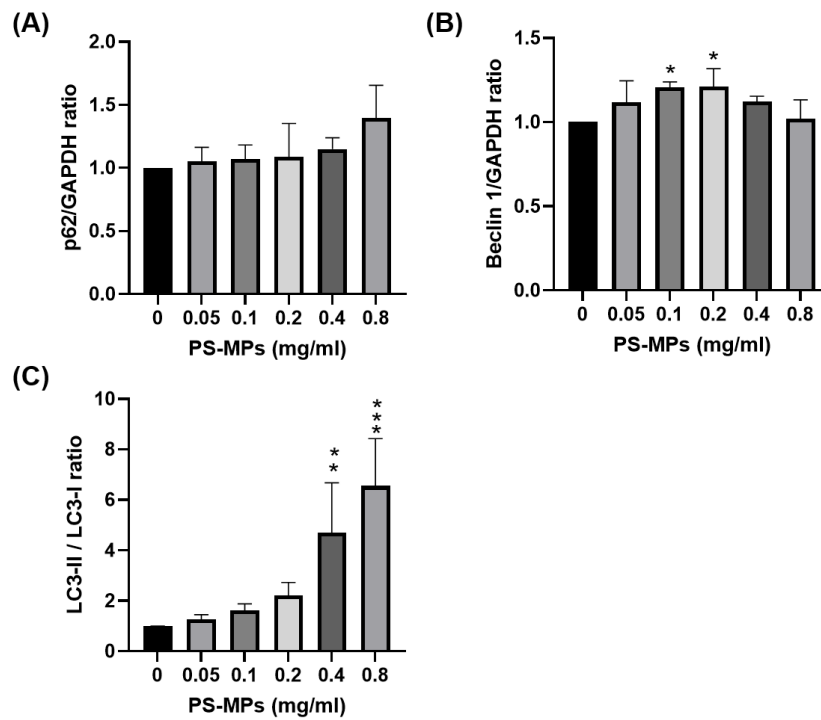 (A)
p62/GAPDH ratio
2.0
1.5
1.0
0.5
0.0
0 0.05 0.1 0.2 0.4 0.8
PS-MPs (mg/ml)
(B)
Beclin 1/GAPDH ratio
1.5
1.0
0.5
0.0
*
*
0 0.05 0.1 0.2 0.4 0.8
PS-MPs (mg/ml)
(C)
LC3-II / LC3-I ratio
10
8
6
4
2
0
**
***
0 0.05 0.1 0.2 0.4 0.8
PS-MPs (mg/ml)